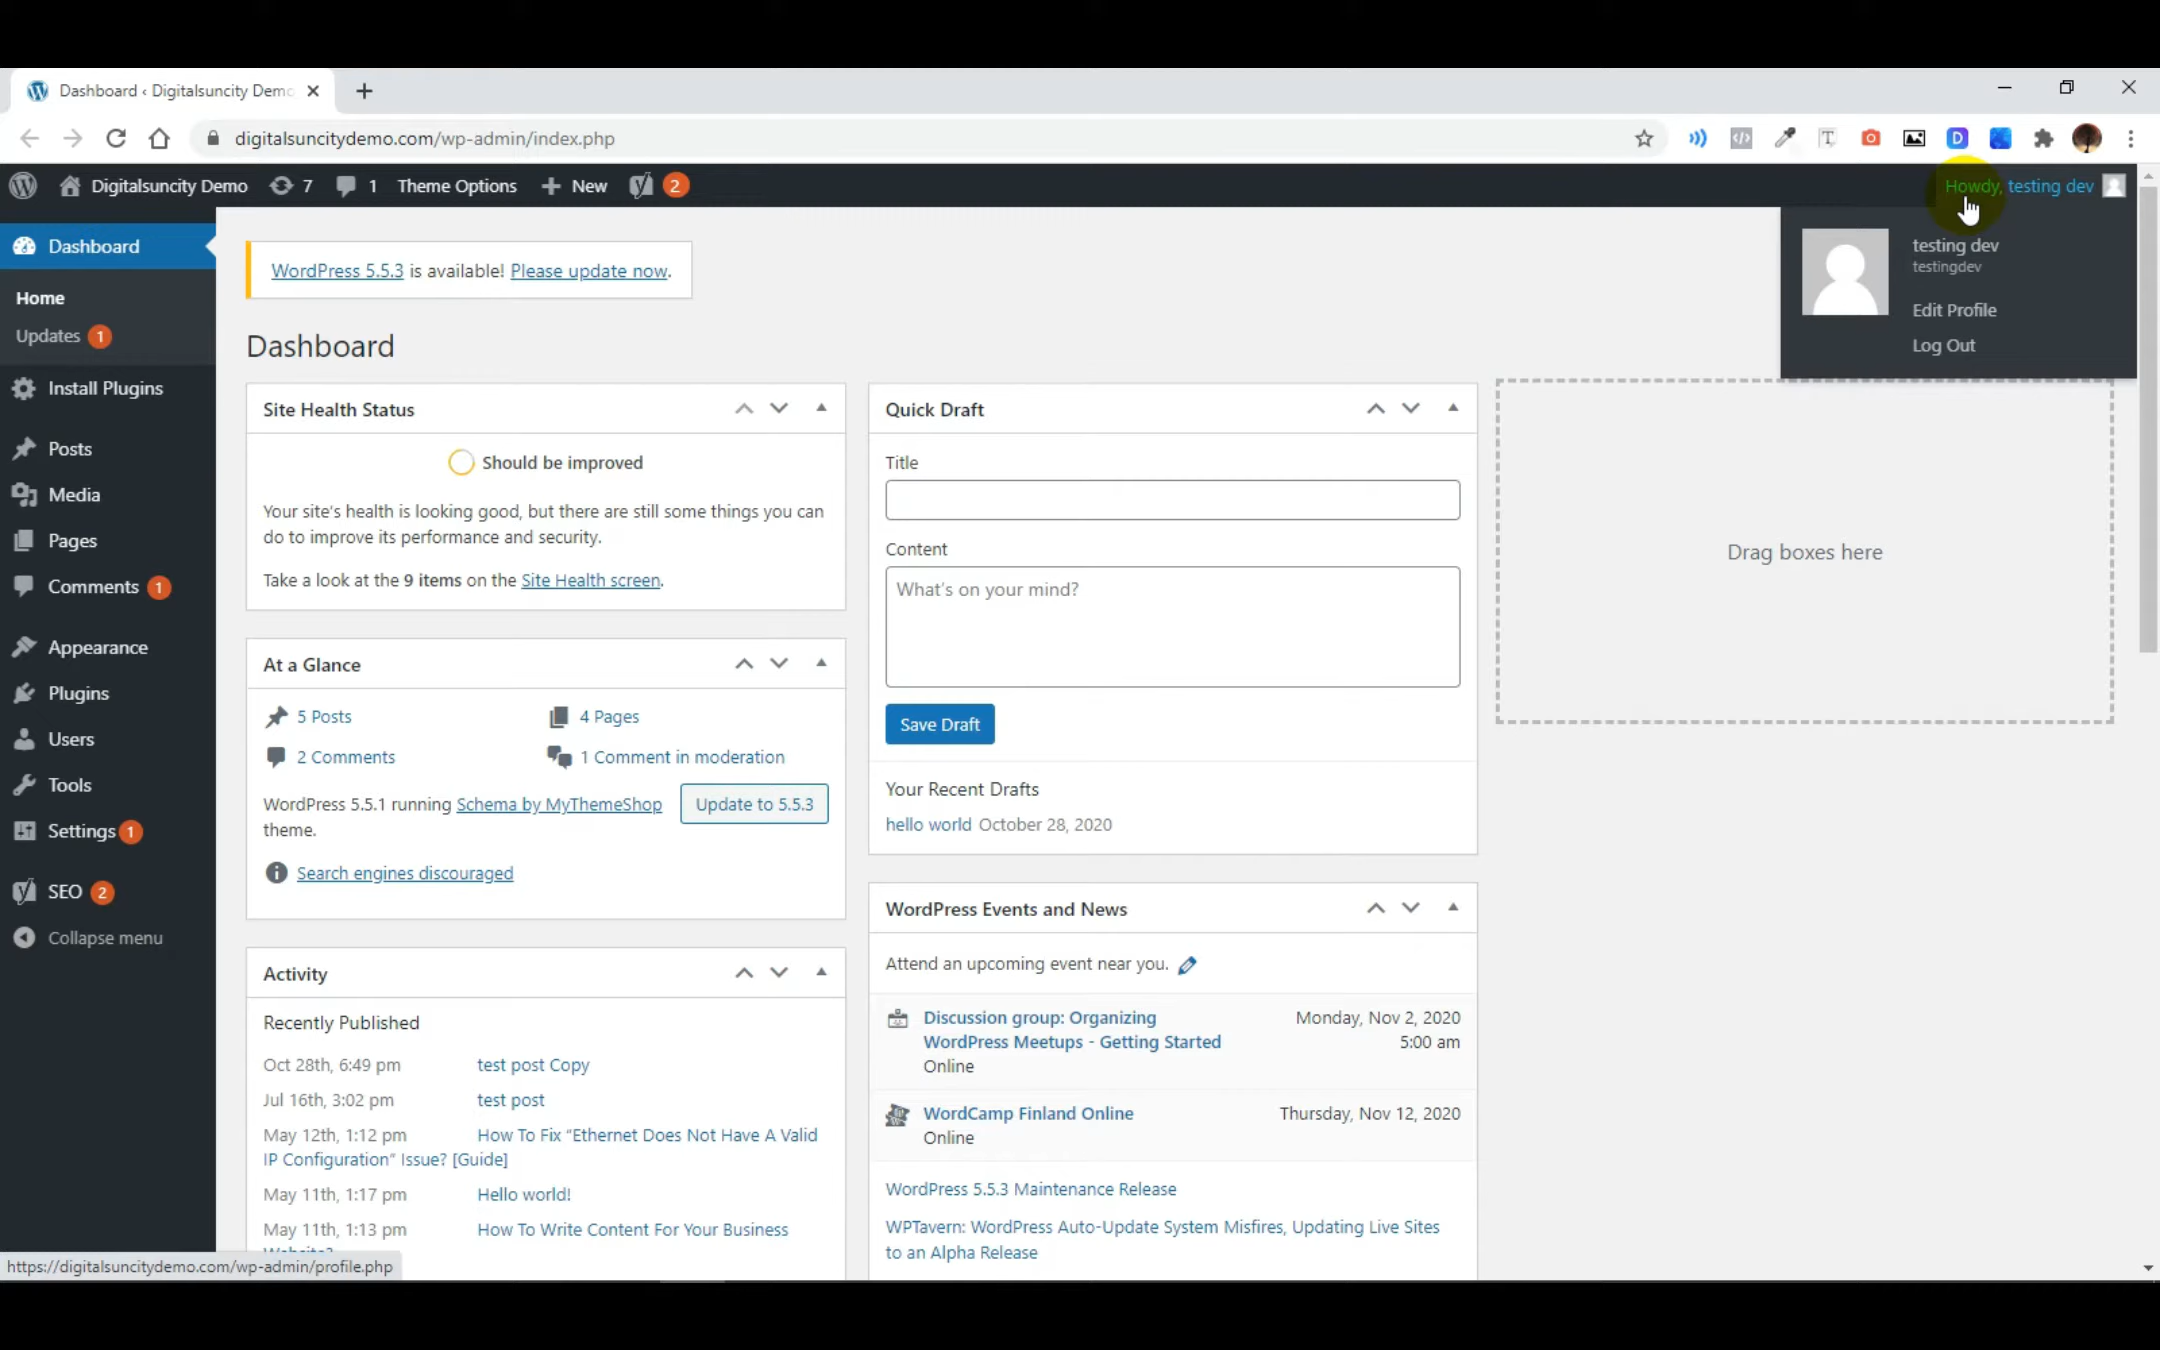 Dashboard ‹ Digitalsuncity Demo
digitalsuncitydemo.com/wp-admin/index.php
Digitalsuncity Demo 7 1 Theme Options New 2
Howdy, testing dev
testing dev
testingdev
Edit Profile
Log Out
Dashboard
Home
Updates 1
Install Plugins
Posts
Media
Pages
Comments 1
Appearance
Plugins
Users
Tools
Settings 1
SEO 2
Collapse menu
WordPress 5.5.3 is available! Please update now.
Dashboard
Site Health Status
Should be improved
Your site's health is looking good, but there are still some things you can
do to improve its performance and security.
Take a look at the 9 items on the Site Health screen.
At a Glance
5 Posts
4 Pages
2 Comments
1 Comment in moderation
WordPress 5.5.1 running Schema by MyThemeShop
theme.
Update to 5.5.3
Search engines discouraged
Activity
Recently Published
Oct 28th, 6:49 pm test post Copy
Jul 16th, 3:02 pm test post
May 12th, 1:12 pm How To Fix “Ethernet Does Not Have A Valid
IP Configuration” Issue? [Guide]
May 11th, 1:17 pm Hello world!
May 11th, 1:13 pm How To Write Content For Your Business
Quick Draft
Title
Content
What's on your mind?
Save Draft
Your Recent Drafts
hello world October 28, 2020
WordPress Events and News
Attend an upcoming event near you.
Discussion group: Organizing
WordPress Meetups - Getting Started
Online
Monday, Nov 2, 2020
5:00 am
WordCamp Finland Online
Online
Thursday, Nov 12, 2020
WordPress 5.5.3 Maintenance Release
WPTavern: WordPress Auto-Update System Misfires, Updating Live Sites
to an Alpha Release
Drag boxes here
https://digitalsuncitydemo.com/wp-admin/profile.php